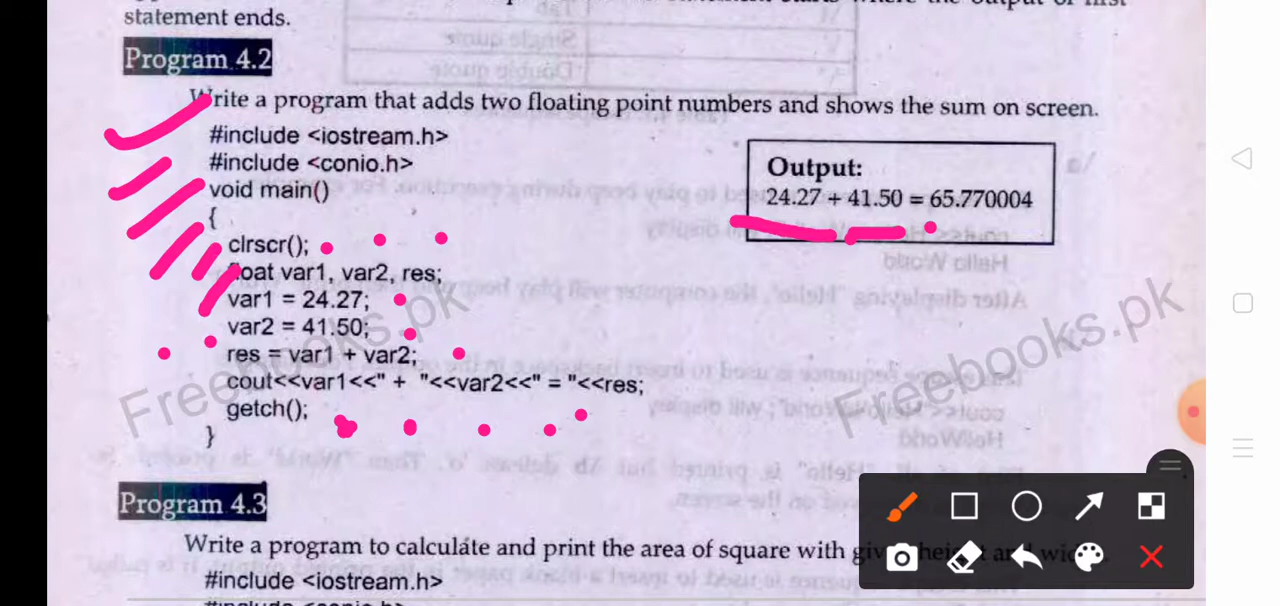 statement ends.
Program 4.2
Write a program that adds two floating point numbers and shows the sum on screen.
#include <iostream.h>
#include <conio.h>
void main()
{
clrscr();
float var1, var2, res;
var1 = 24.27;
var2 = 41.50;
res = var1 + var2;
cout<<var1<<" + "<<var2<<" = "<<res;
getch();
}
Output:
24.27 + 41.50 = 65.770004
Freebooks.pk
Freebooks.pk
Program 4.3
Write a program to calculate and print the area of square with given height and
#include <iostream.h>